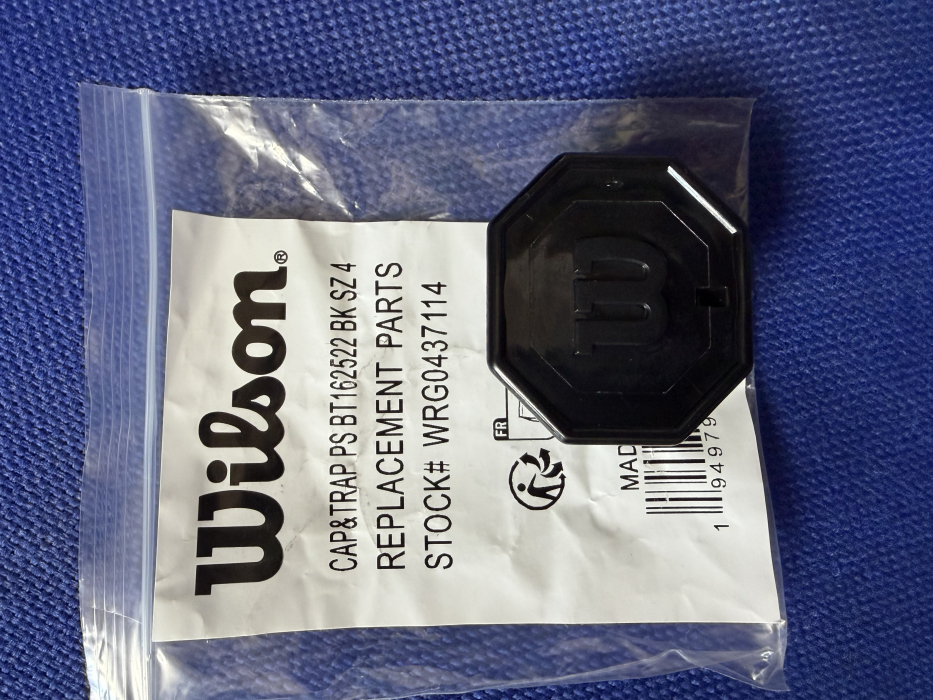 Wilson®
CAP&TRAP PS BT162522 BK SZ 4
REPLACEMENT PARTS
STOCK# WRG0437114
FR
MAD
1 94979
W